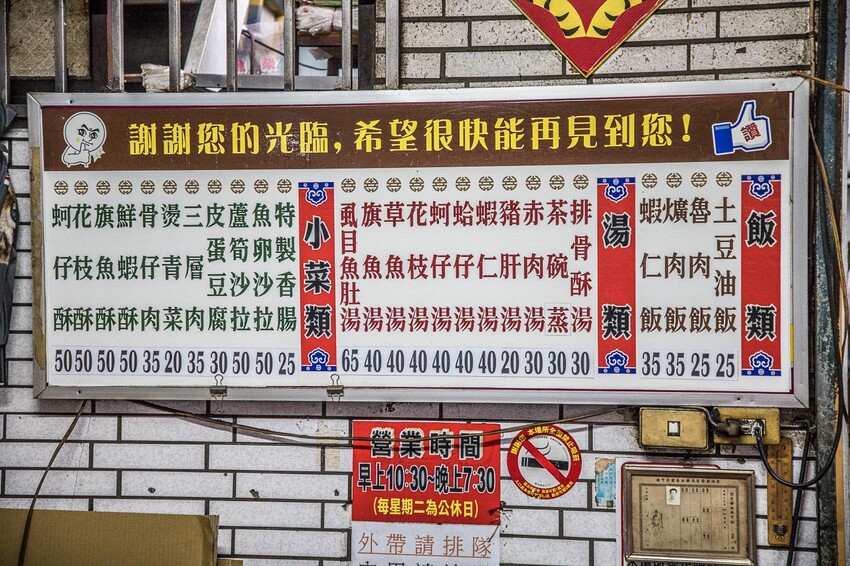 謝謝您的光臨,希望很快能再見到您!
讚
飯類
土豆油飯 25
魯肉飯 25
爌肉飯 35
蝦仁飯 35
湯類
排骨酥湯 30
茶碗蒸 30
赤肉湯 30
豬肝湯 20
蝦仁湯 40
蛤仔湯 40
蚵仔湯 40
花枝湯 40
草魚湯 40
旗魚湯 40
虱目魚肚湯 65
小菜類
特製香腸 25
魚卵沙拉 50
蘆筍沙拉 50
皮蛋豆腐 30
三層肉 35
燙青菜 20
骨仔肉 35
鮮蝦酥 50
旗魚酥 50
花枝酥 50
蚵仔酥 50
營業時間
早上10:30~晚上7:30
(每星期二為公休日)
外帶請排隊